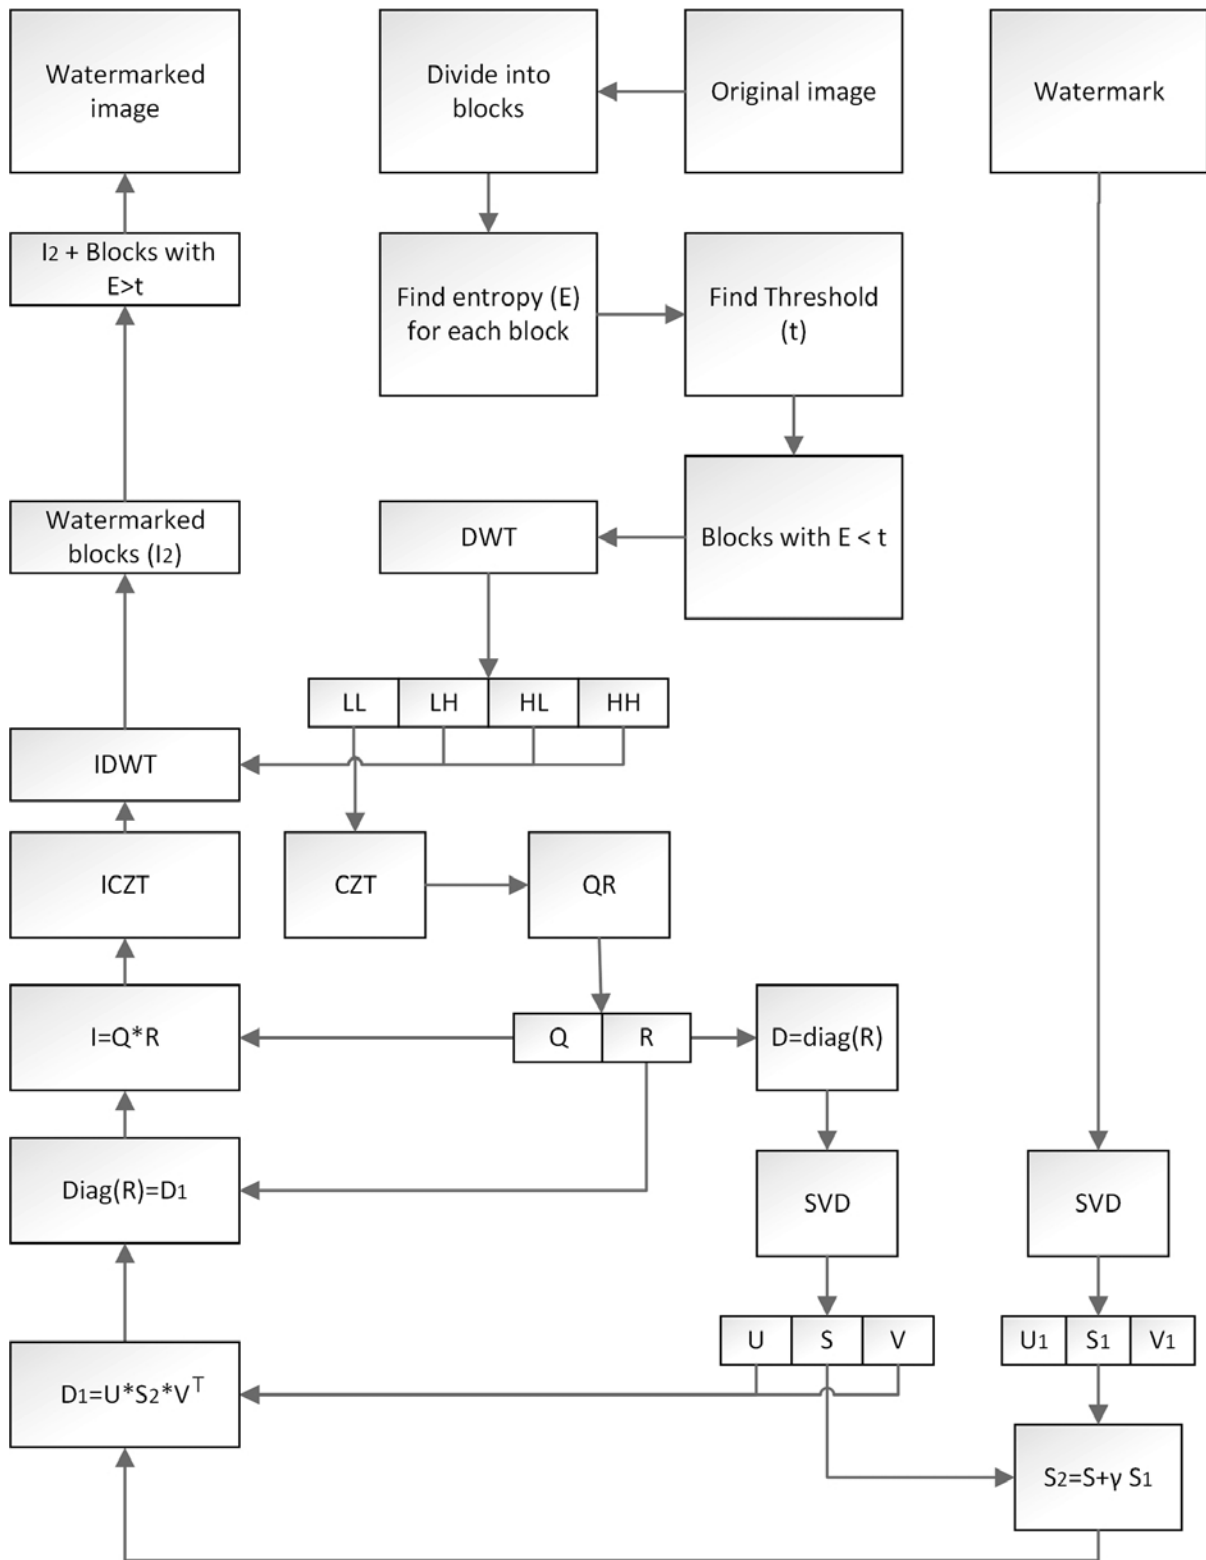 Watermarked
image
Divide into
blocks
Original image
Watermark
I2 + Blocks with
E>t
Find entropy (E)
for each block
Find Threshold
(t)
Watermarked
blocks (I2)
DWT
Blocks with E < t
LL LH HL HH
IDWT
ICZT
CZT
QR
I=Q*R
Q R
D=diag(R)
Diag(R)=D1
SVD
SVD
U S V
U1 S1 V1
D1=U*S2*V^T
S2=S+γ S1